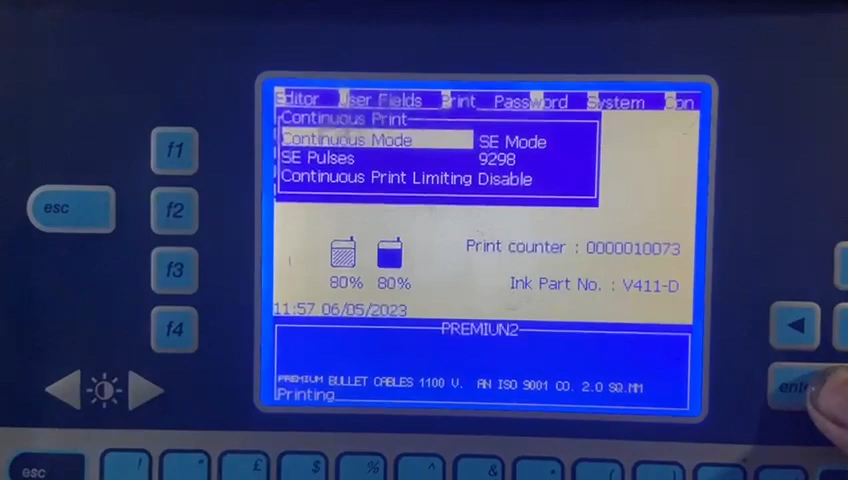 Editor User Fields Print Password System Con
Continuous Print
Continuous Mode SE Mode
SE Pulses 9298
Continuous Print Limiting Disable
Print counter : 0000010073
80% 80%
Ink Part No. : V411-D
11:57 06/05/2023
PREMIUN2
PREMIUM BULLET CABLES 1100 V. AN ISO 9001 CO. 2.0 SQ.MM
Printing
f1
esc
f2
f3
f4
◀
esc
! " £ $ % ^ & * (